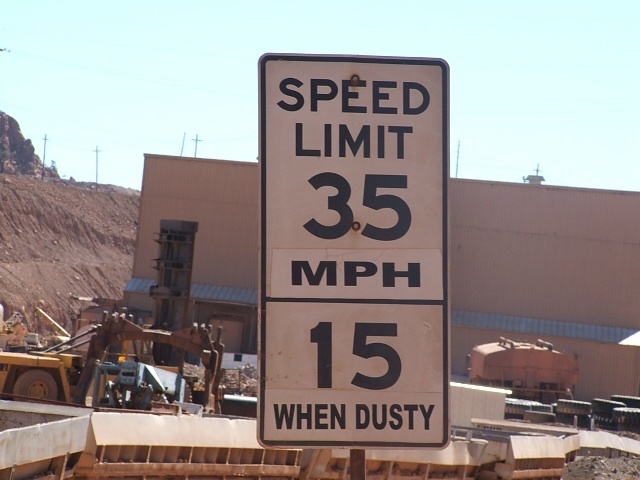 SPEED
LIMIT
35
MPH
15
WHEN DUSTY